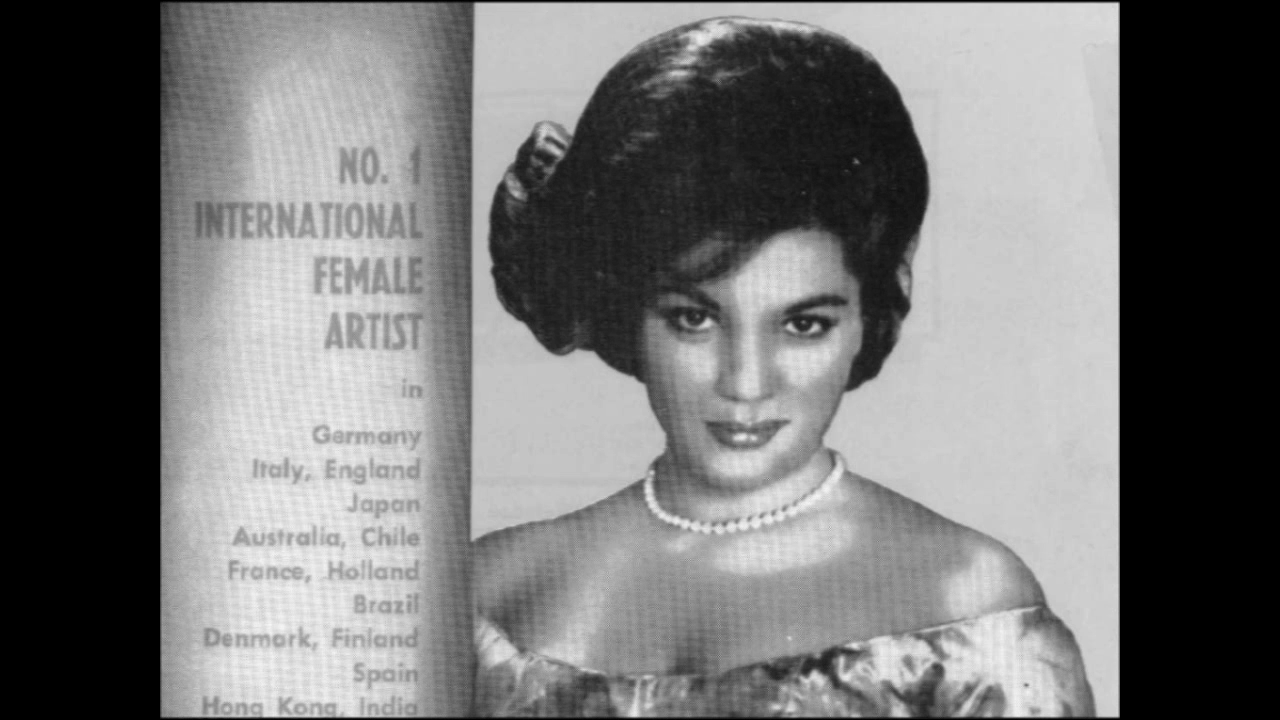 NO. 1
INTERNATIONAL
FEMALE
ARTIST
in
Germany
Italy, England
Japan
Australia, Chile
France, Holland
Brazil
Denmark, Finland
Spain
Hong Kong, India